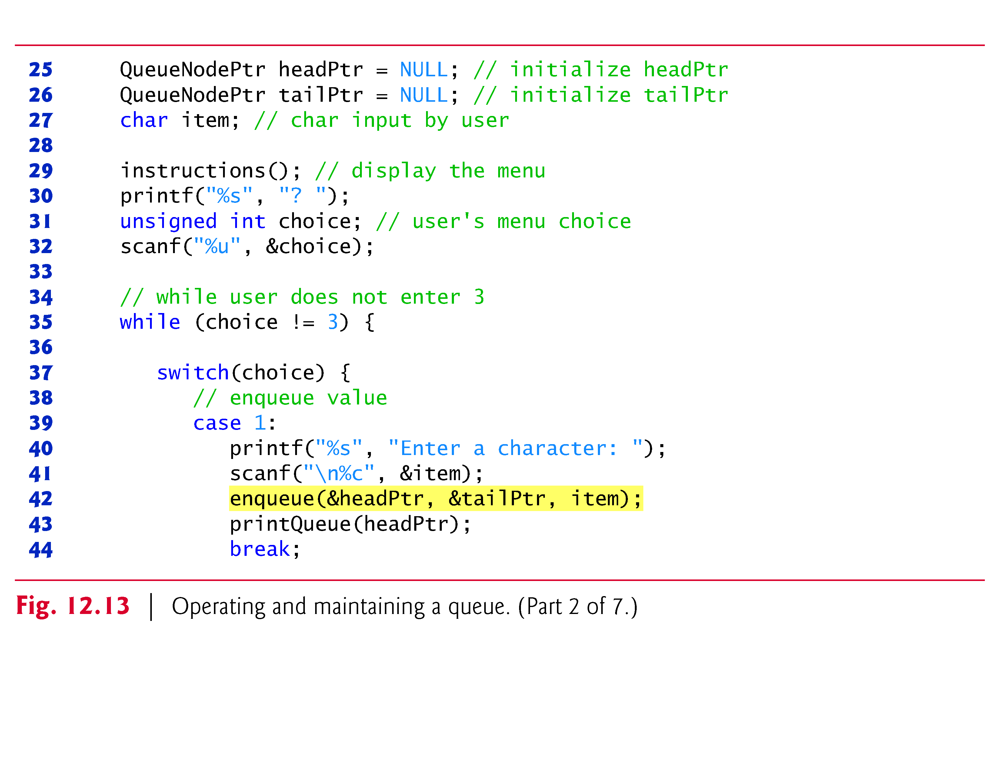 25 QueueNodePtr headPtr = NULL; // initialize headPtr
26 QueueNodePtr tailPtr = NULL; // initialize tailPtr
27 char item; // char input by user
28
29 instructions(); // display the menu
30 printf("%s", "? ");
31 unsigned int choice; // user's menu choice
32 scanf("%u", &choice);
33
34 // while user does not enter 3
35 while (choice != 3) {
36
37 switch(choice) {
38 // enqueue value
39 case 1:
40 printf("%s", "Enter a character: ");
41 scanf("\n%c", &item);
42 enqueue(&headPtr, &tailPtr, item);
43 printQueue(headPtr);
44 break;
Fig. 12.13 | Operating and maintaining a queue. (Part 2 of 7.)